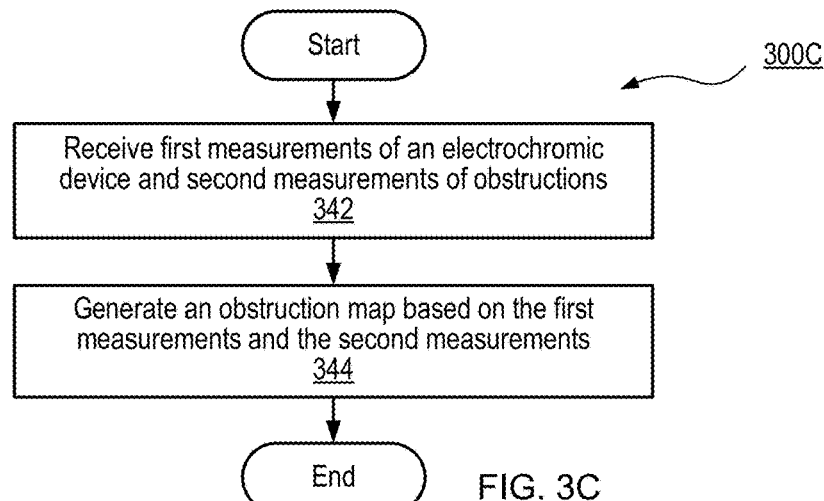 Start
300C
Receive first measurements of an electrochromic
device and second measurements of obstructions
342
Generate an obstruction map based on the first
measurements and the second measurements
344
End
FIG. 3C